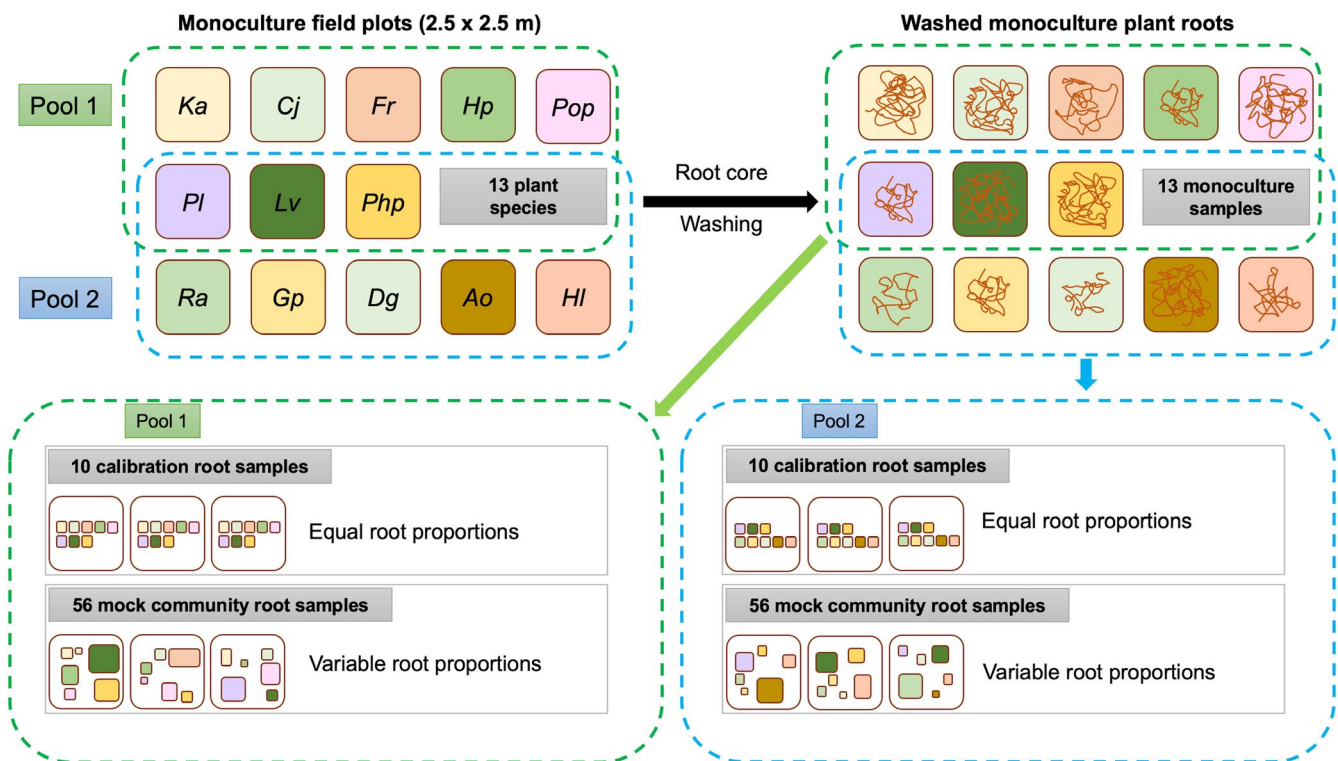 Monoculture field plots (2.5 x 2.5 m)
Washed monoculture plant roots
Pool 1
Ka
Cj
Fr
Hp
Pop
Pl
Lv
Php
13 plant
species
Root core
Washing
13 monoculture
samples
Pool 2
Ra
Gp
Dg
Ao
Hl
Pool 1
10 calibration root samples
Equal root proportions
56 mock community root samples
Variable root proportions
Pool 2
10 calibration root samples
Equal root proportions
56 mock community root samples
Variable root proportions